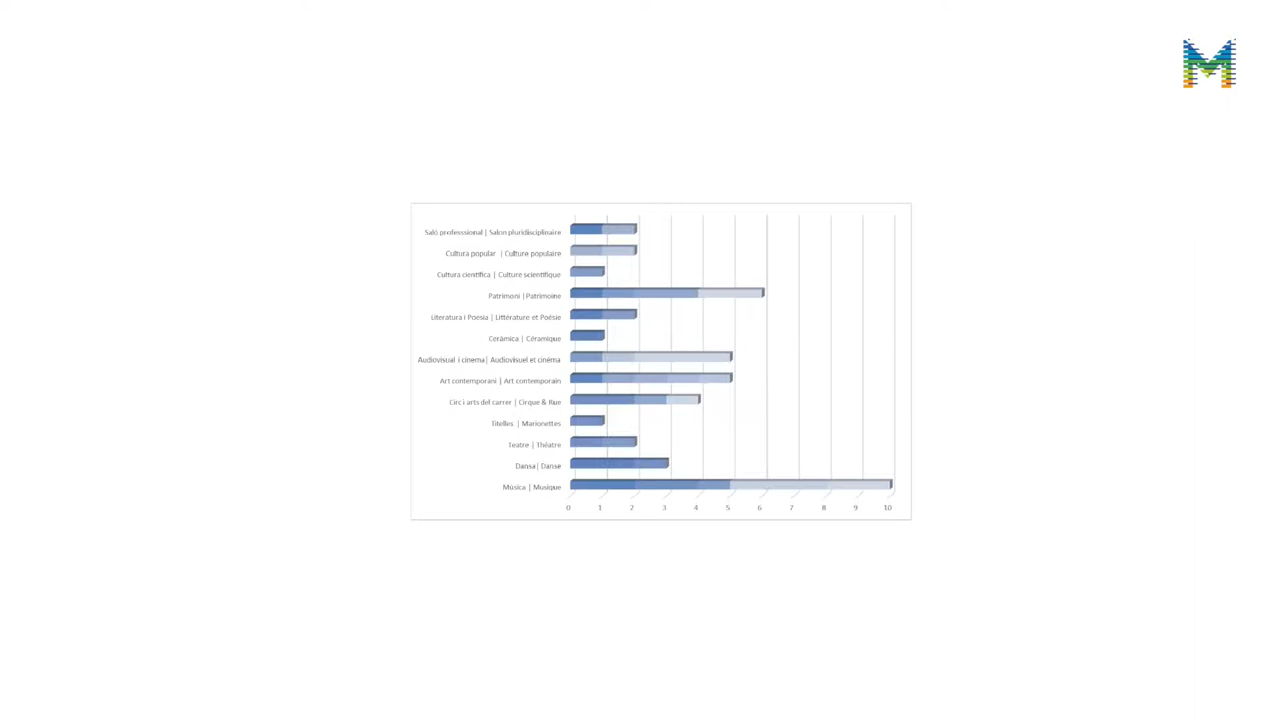 Saló professional | Salon pluridisciplinaire
Cultura popular | Culture populaire
Cultura científica | Culture scientifique
Patrimoni | Patrimoine
Literatura i Poesia | Littérature et Poésie
Ceràmica | Céramique
Audiovisual i cinema | Audiovisuel et cinéma
Art contemporani | Art contemporain
Circ i arts del carrer | Cirque & Rue
Titelles | Marionettes
Teatre | Théatre
Dansa | Danse
Música | Musique
0 1 2 3 4 5 6 7 8 9 10